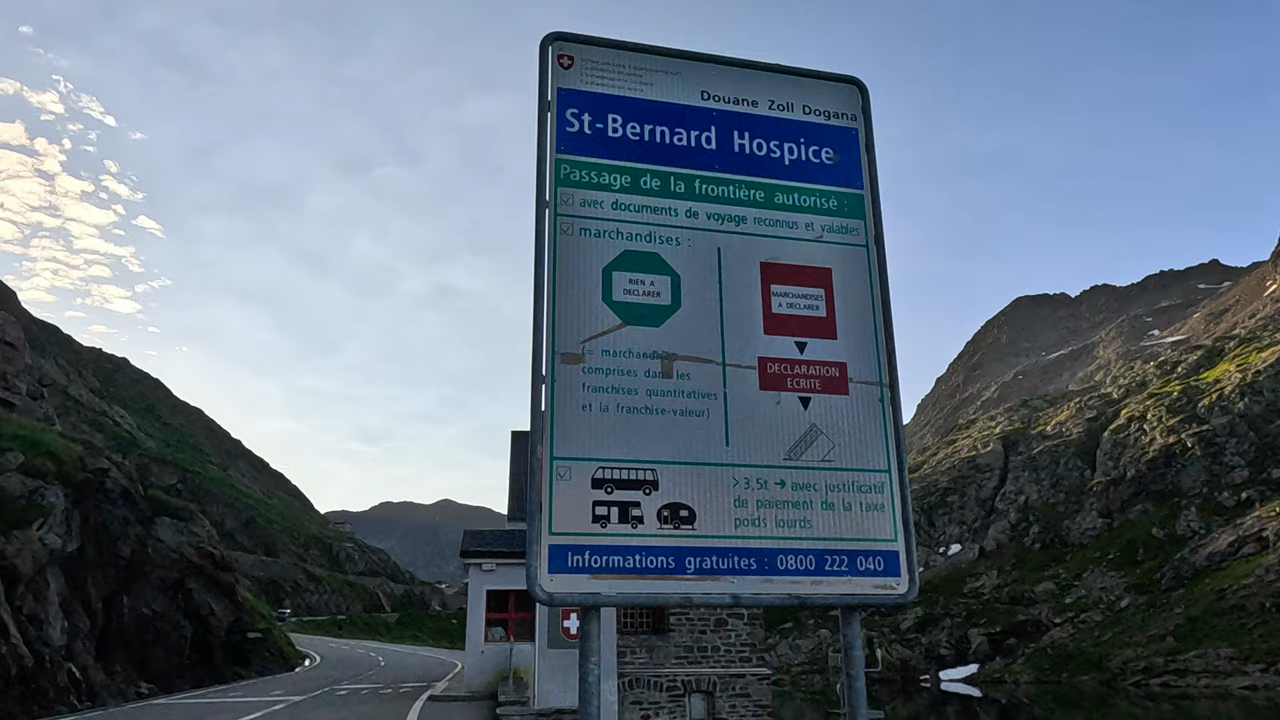 Douane Zoll Dogana
St-Bernard Hospice
Passage de la frontière autorisé :
avec documents de voyage reconnus et valables
marchandises :
RIEN A
DECLARER
(= marchandises
comprises dans les
franchises quantitatives
et la franchise-valeur)
MARCHANDISES
A DECLARER
DECLARATION
ECRITE
> 3,5t → avec justificatif
de paiement de la taxe
poids lourds
Informations gratuites : 0800 222 040